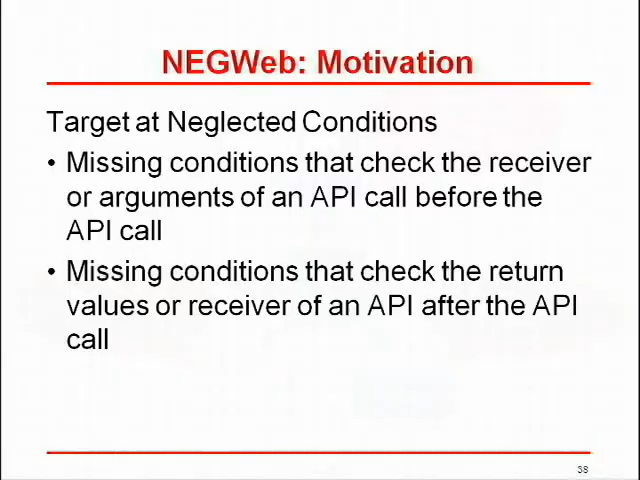 NEGWeb: Motivation
Target at Neglected Conditions
• Missing conditions that check the receiver
or arguments of an API call before the
API call
• Missing conditions that check the return
values or receiver of an API after the API
call
38